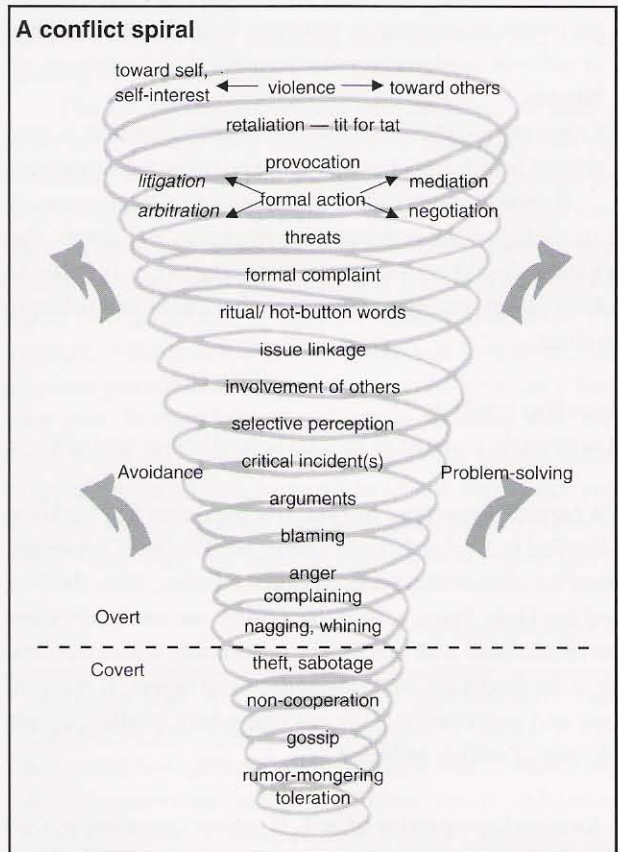 A conflict spiral
toward self,
self-interest
violence
toward others
retaliation — tit for tat
provocation
litigation
mediation
formal action
arbitration
negotiation
threats
formal complaint
ritual/ hot-button words
issue linkage
involvement of others
selective perception
critical incident(s)
Avoidance
Problem-solving
arguments
blaming
anger
complaining
Overt
nagging, whining
Covert
theft, sabotage
non-cooperation
gossip
rumor-mongering
toleration